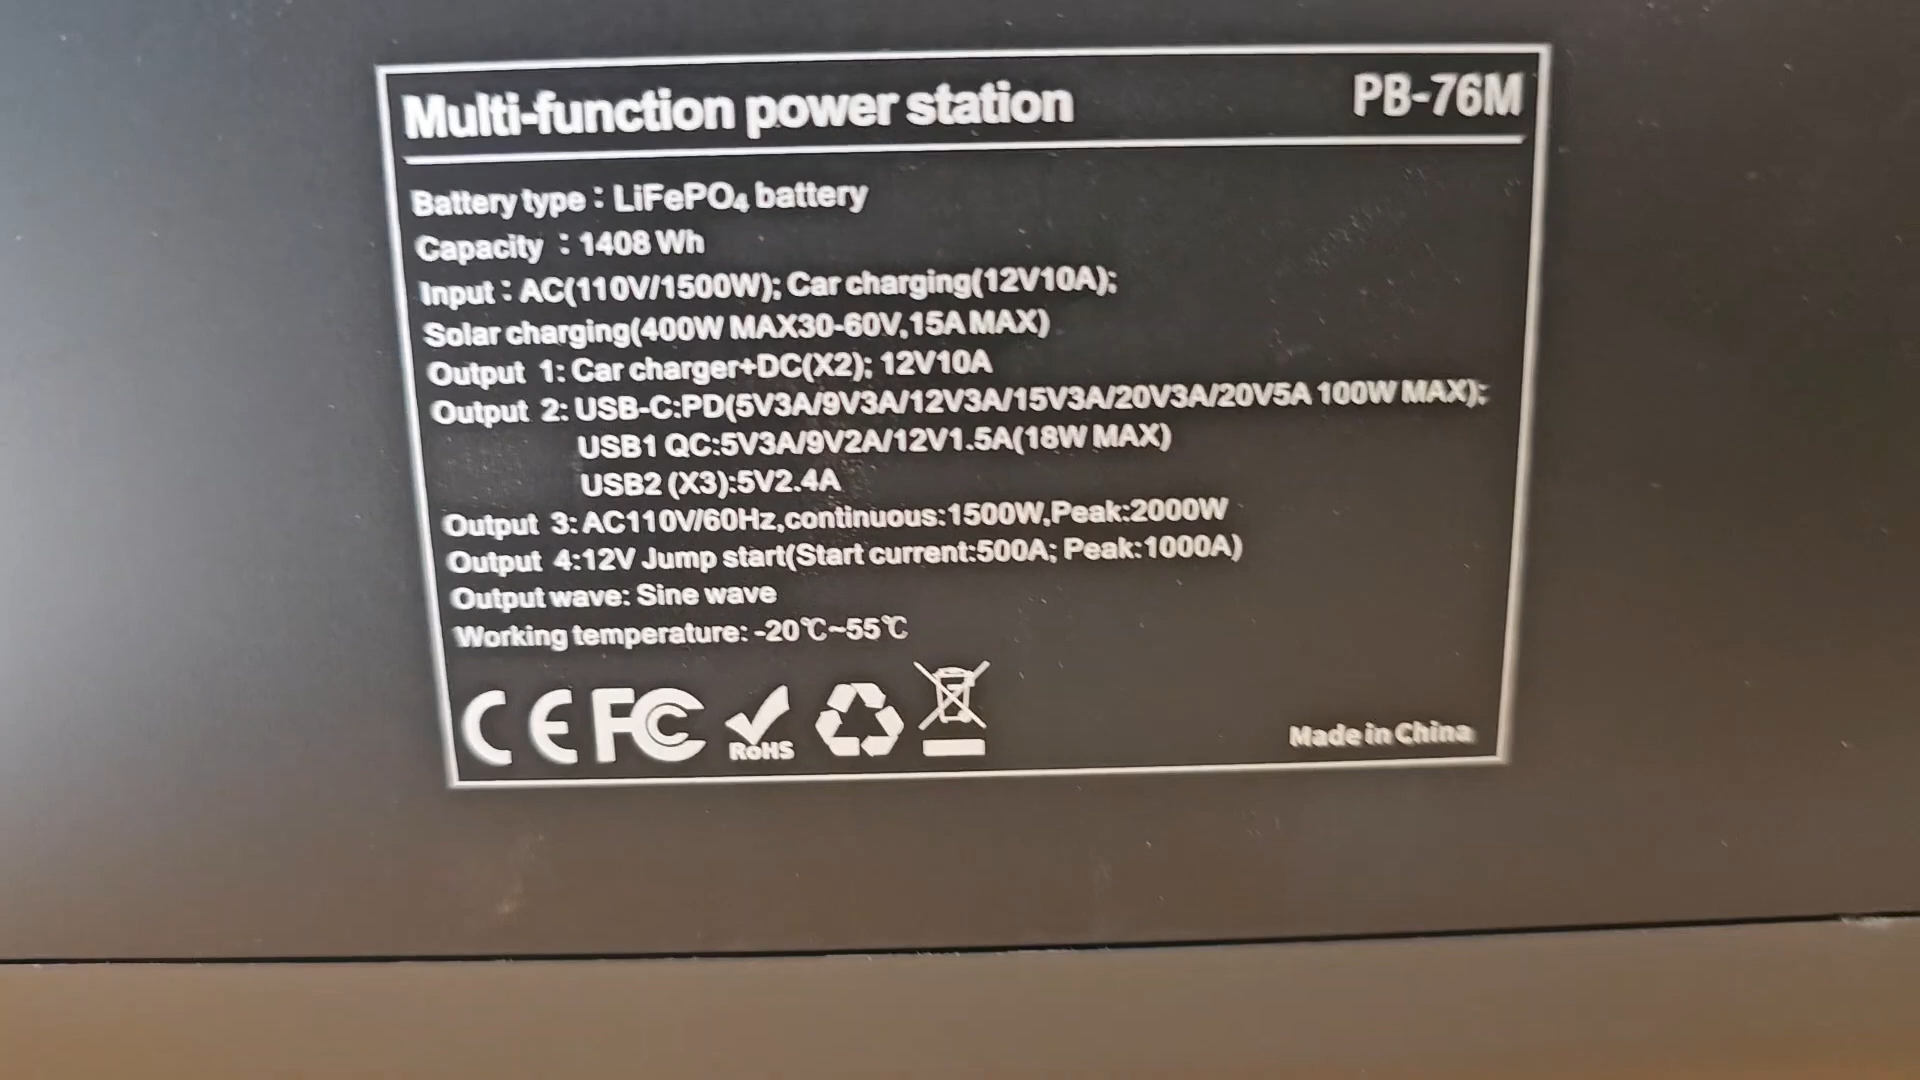 Multi-function power station PB-76M
Battery type：LiFePO₄ battery
Capacity ：1408 Wh
Input：AC(110V/1500W); Car charging(12V10A);
Solar charging(400W MAX30-60V,15A MAX)
Output 1: Car charger+DC(X2); 12V10A
Output 2: USB-C:PD(5V3A/9V3A/12V3A/15V3A/20V3A/20V5A 100W MAX);
USB1 QC:5V3A/9V2A/12V1.5A(18W MAX)
USB2 (X3):5V2.4A
Output 3: AC110V/60Hz,continuous:1500W,Peak:2000W
Output 4:12V Jump start(Start current:500A; Peak:1000A)
Output wave: Sine wave
Working temperature: -20℃~55℃
CE FC RoHS
Made in China